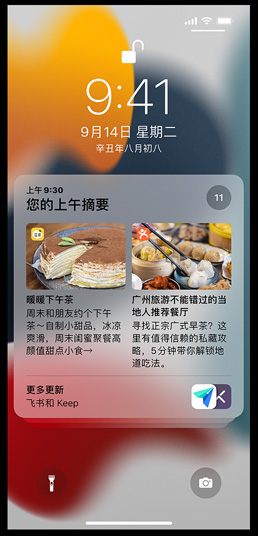 9:41
9月14日 星期二
辛丑年八月初八
上午 9:30
您的上午摘要
11
暖暖下午茶
周末和朋友约个下午
茶～自制小甜品，冰凉
爽滑，周末闺蜜聚餐高
颜值甜点小食→
广州旅游不能错过的当
地人推荐餐厅
寻找正宗广式早茶？这
里有值得信赖的私藏攻
略，5分钟带你解锁地
道吃法。
更多更新
飞书和 Keep